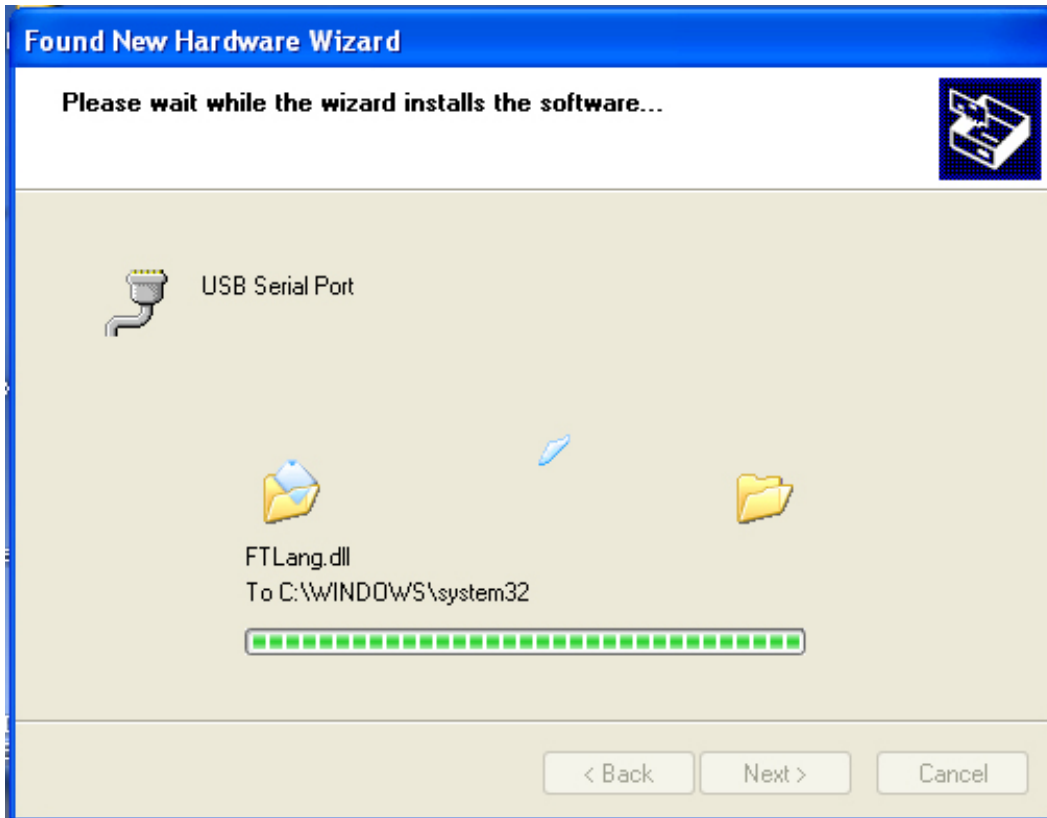 Found New Hardware Wizard
Please wait while the wizard installs the software...
USB Serial Port
FTLang.dll
To C:\WINDOWS\system32
< Back
Next >
Cancel